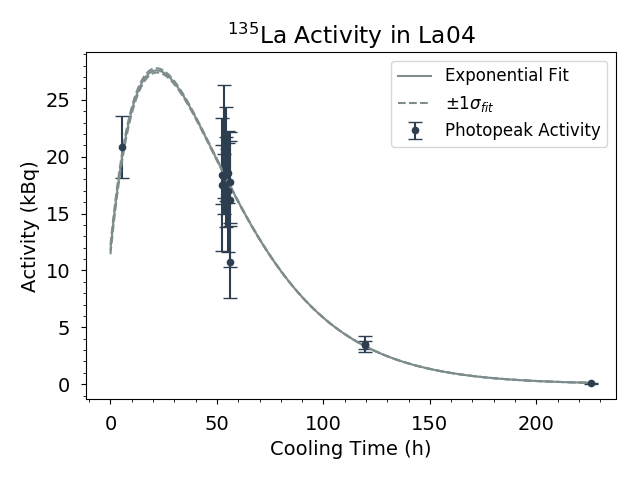 ¹³⁵La Activity in La04
Activity (kBq)
25
20
15
10
5
0
0 50 100 150 200
Cooling Time (h)
Exponential Fit
±1σ_fit
Photopeak Activity